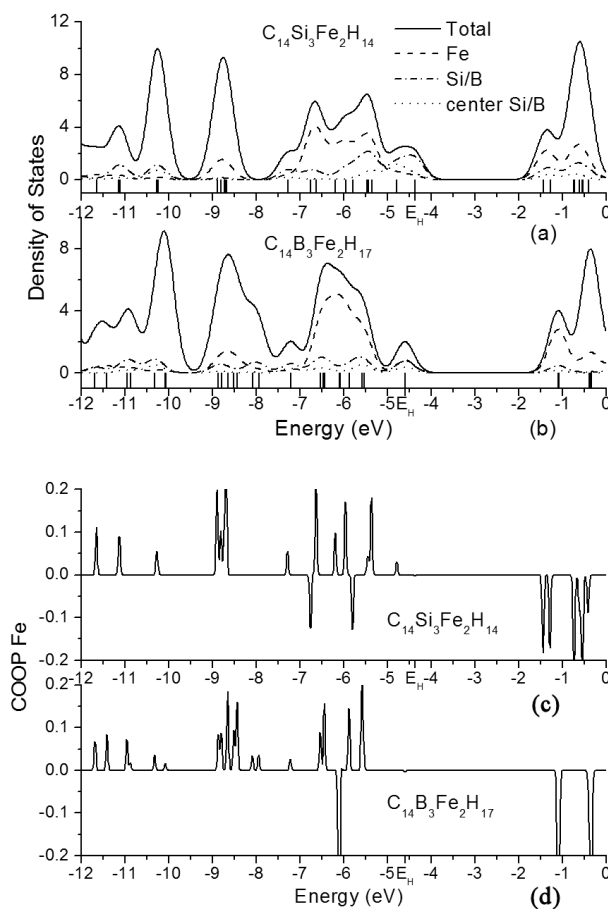 C₁₄Si₃Fe₂H₁₄
Total
Fe
Si/B
center Si/B
12
8
4
0
-12 -11 -10 -9 -8 -7 -6 -5 E_H -4 -3 -2 -1 0
(a)
Density of States
C₁₄B₃Fe₂H₁₇
8
4
0
-12 -11 -10 -9 -8 -7 -6 -5 E_H -4 -3 -2 -1 0
Energy (eV)
(b)
0.2
0.1
0.0
-0.1
-0.2
C₁₄Si₃Fe₂H₁₄
-12 -11 -10 -9 -8 -7 -6 -5 E_H -4 -3 -2 -1 0
(c)
COOP Fe
0.2
0.1
0.0
-0.1
-0.2
C₁₄B₃Fe₂H₁₇
-12 -11 -10 -9 -8 -7 -6 -5 E_H -4 -3 -2 -1 0
Energy (eV)
(d)